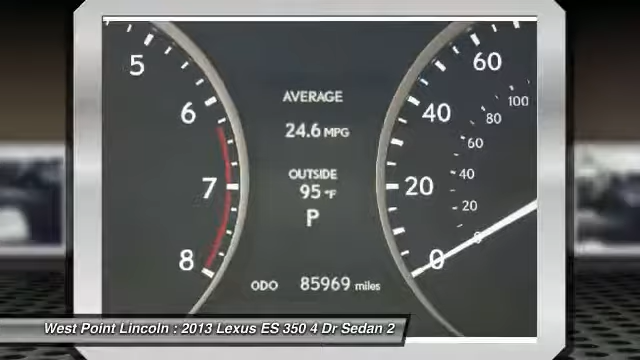 5
6
7
8
AVERAGE
24.6 MPG
OUTSIDE
95 °F
P
ODO 85969 miles
60
40
20
0
100
80
60
40
20
0
West Point Lincoln : 2013 Lexus ES 350 4 Dr Sedan 2